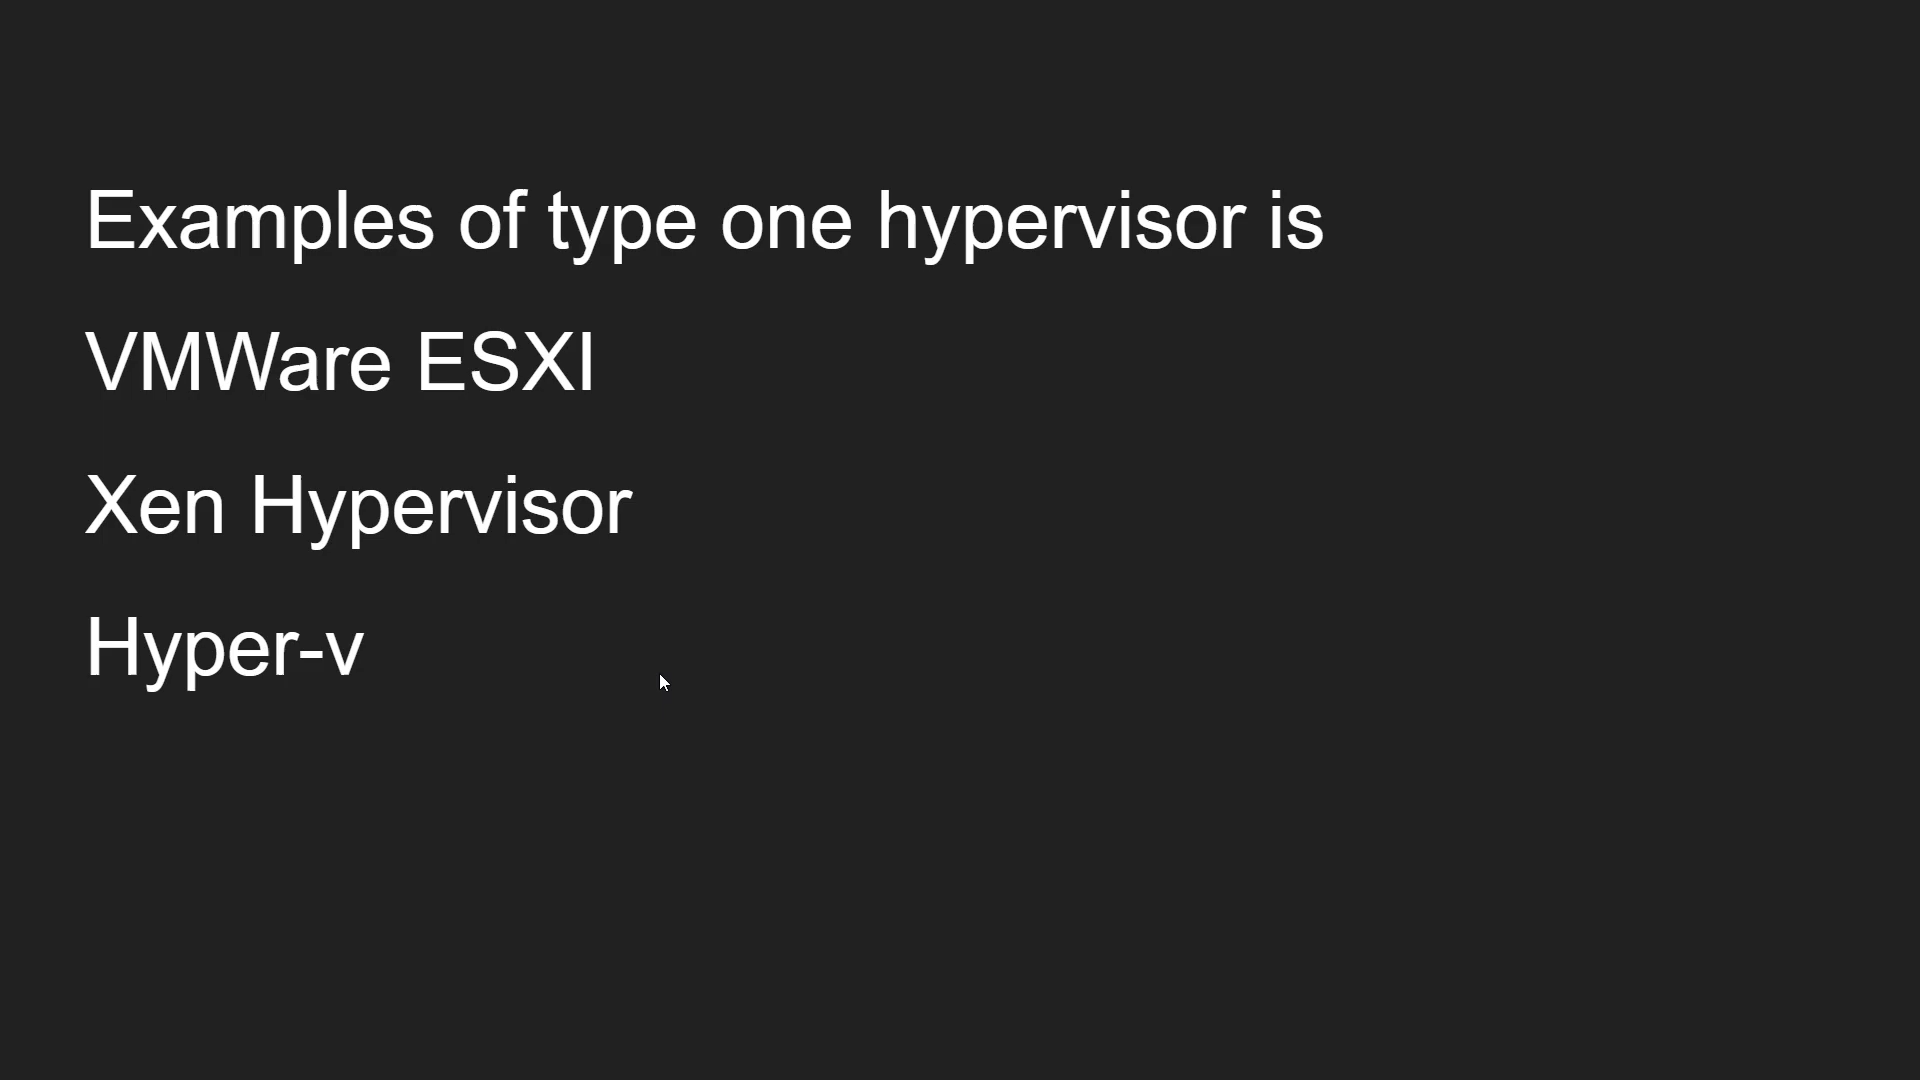 Examples of type one hypervisor is
VMWare ESXI
Xen Hypervisor
Hyper-v